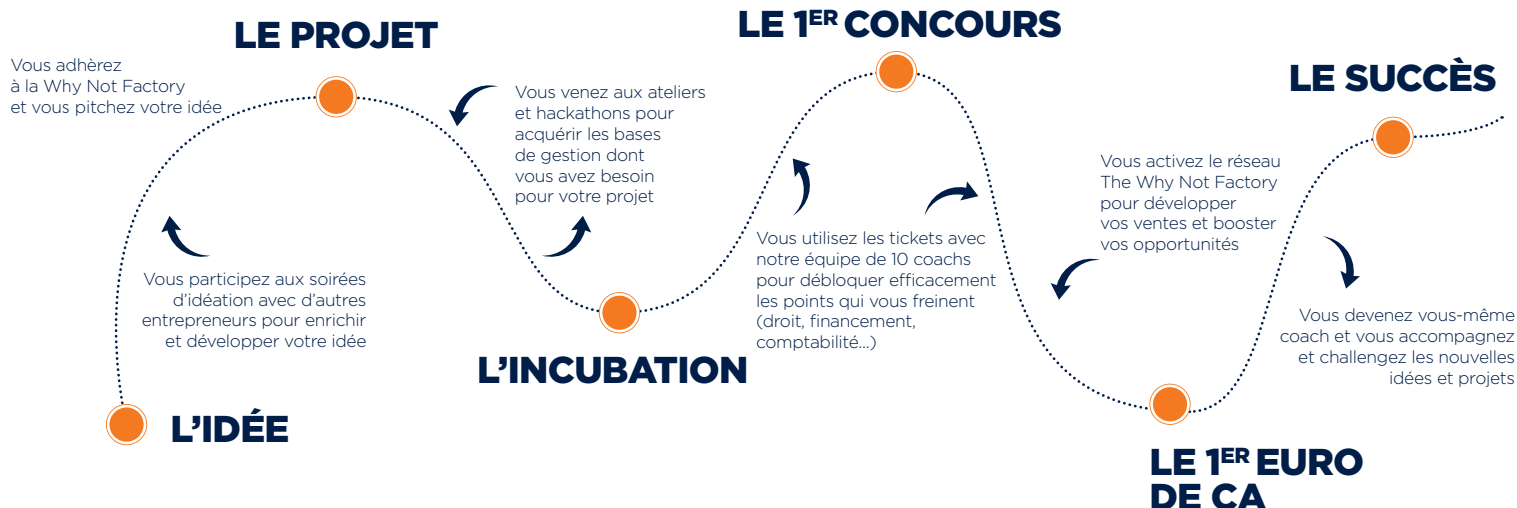 LE PROJET
Vous adhèrez
à la Why Not Factory
et vous pitchez votre idée
Vous participez aux soirées
d'idéation avec d'autres
entrepreneurs pour enrichir
et développer votre idée
L'IDÉE
Vous venez aux ateliers
et hackathons pour
acquérir les bases
de gestion dont
vous avez besoin
pour votre projet
L'INCUBATION
LE 1ER CONCOURS
Vous utilisez les tickets avec
notre équipe de 10 coachs
pour débloquer efficacement
les points qui vous freinent
(droit, financement,
comptabilité...)
Vous activez le réseau
The Why Not Factory
pour développer
vos ventes et booster
vos opportunités
LE 1ER EURO
DE CA
LE SUCCÈS
Vous devenez vous-même
coach et vous accompagnez
et challengez les nouvelles
idées et projets